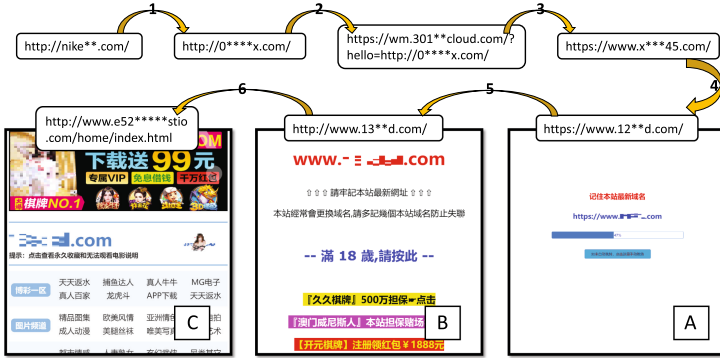 1
2
3
http://nike**.com/
http://0****x.com/
https://wm.301**cloud.com/?
hello=http://0****x.com/
https://www.x***45.com/
4
5
6
http://www.e52*****stio
.com/home/index.html
http://www.13**d.com/
https://www.12**d.com/
OM
下载送99元
专属VIP 免息借钱 千万红包
棋牌NO.1
.com
提示：点击查看永久收藏和无法观看电影说明
博彩一区
天天返水 捕鱼达人 真人牛牛 MG电子
真人百家 龙虎斗 APP下载 天天返水
图片频道
精品图集 欧美风情 亚洲情色
成人动漫 美腿丝袜 唯美写真
C
www.- .com
⇧⇧⇧請牢記本站最新網址⇧⇧⇧
本站經常會更換域名,請多記幾個本站域名防止失聯
-- 滿 18 歲,請按此 --
『久久棋牌』500万担保☛点击
『澳门威尼斯人』本站担保赌场
【开元棋牌】注册领红包￥1888元
B
记住本站最新域名
https://www. .com
47%
A